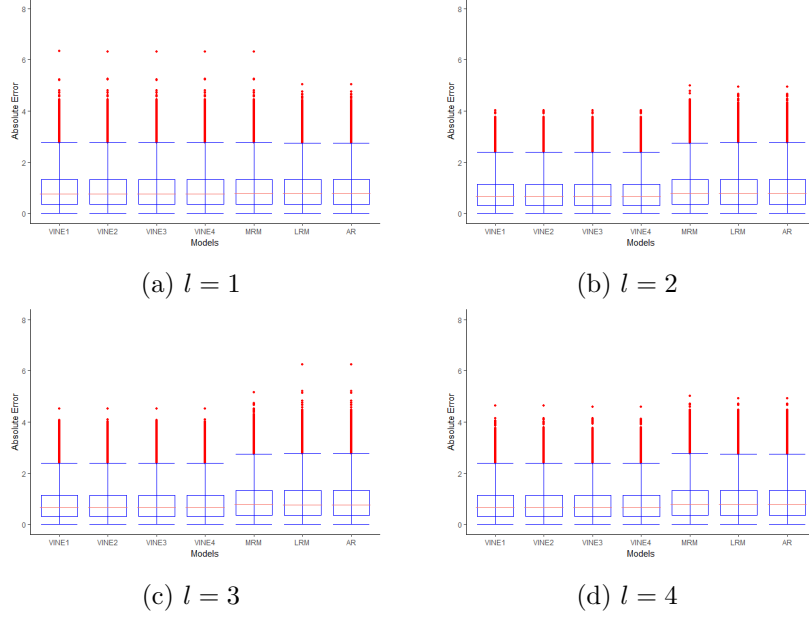 8
6
4
2
0
Absolute Error
VINE1 VINE2 VINE3 VINE4 MRM LRM AR
Models
(a) l = 1
8
6
4
2
0
Absolute Error
VINE1 VINE2 VINE3 VINE4 MRM LRM AR
Models
(b) l = 2
8
6
4
2
0
Absolute Error
VINE1 VINE2 VINE3 VINE4 MRM LRM AR
Models
(c) l = 3
8
6
4
2
0
Absolute Error
VINE1 VINE2 VINE3 VINE4 MRM LRM AR
Models
(d) l = 4